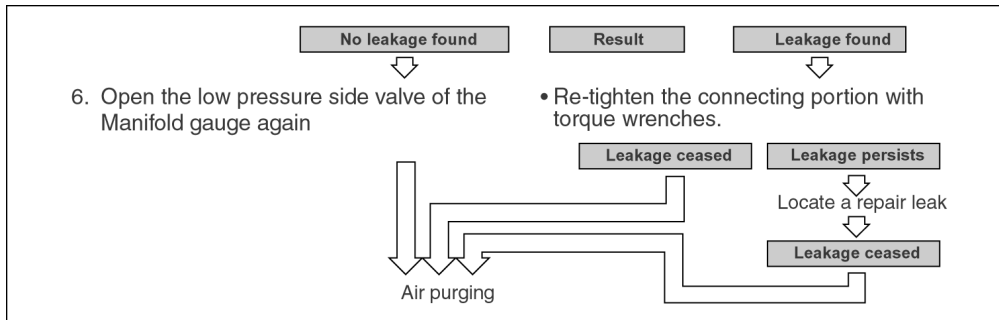 No leakage found
Result
Leakage found
6. Open the low pressure side valve of the
Manifold gauge again
• Re-tighten the connecting portion with
torque wrenches.
Leakage ceased
Leakage persists
Locate a repair leak
Leakage ceased
Air purging